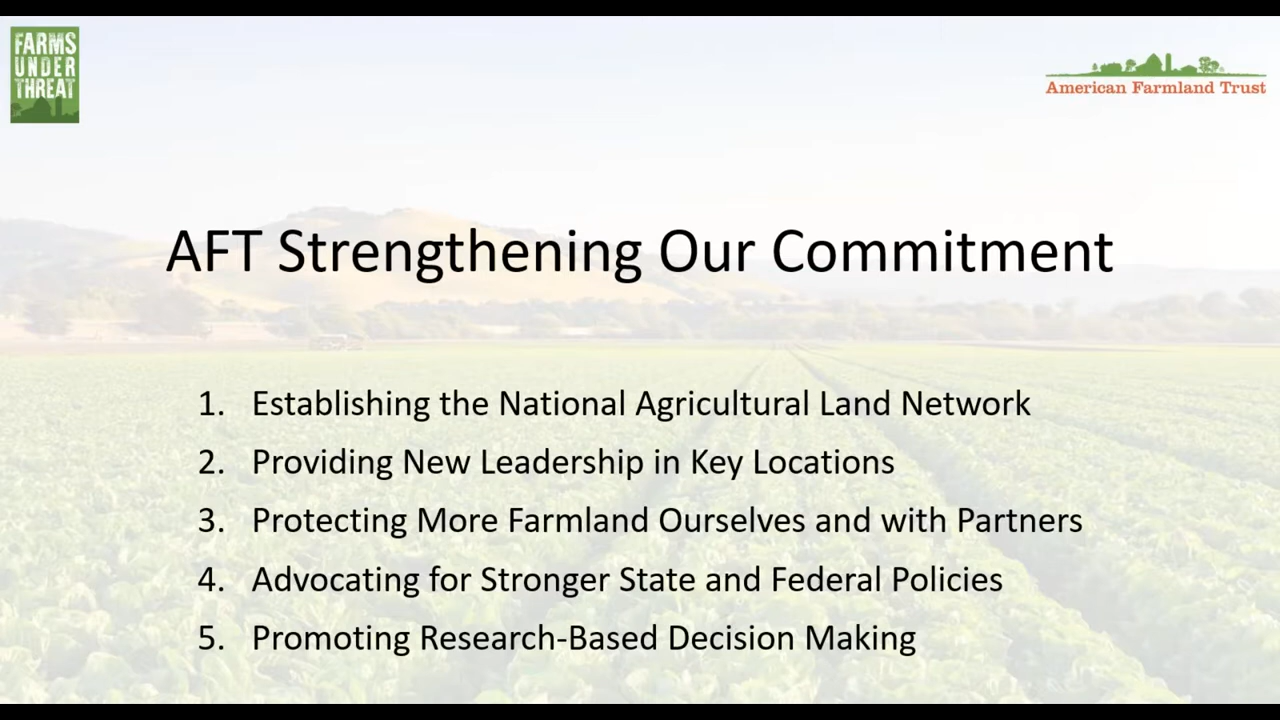 FARMS
UNDER
THREAT
American Farmland Trust
AFT Strengthening Our Commitment
1. Establishing the National Agricultural Land Network
2. Providing New Leadership in Key Locations
3. Protecting More Farmland Ourselves and with Partners
4. Advocating for Stronger State and Federal Policies
5. Promoting Research-Based Decision Making